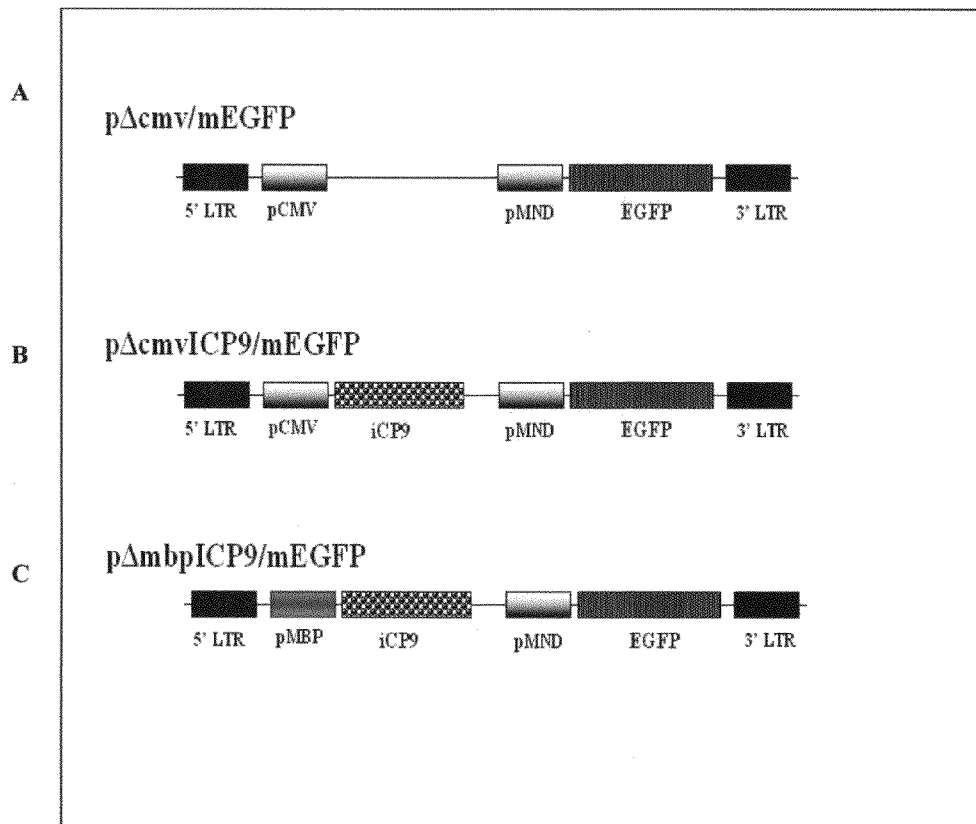 A
pΔcmv/mEGFP
5' LTR pCMV pMND EGFP 3' LTR
B
pΔcmvICP9/mEGFP
5' LTR pCMV iCP9 pMND EGFP 3' LTR
C
pΔmbpICP9/mEGFP
5' LTR pMBP iCP9 pMND EGFP 3' LTR